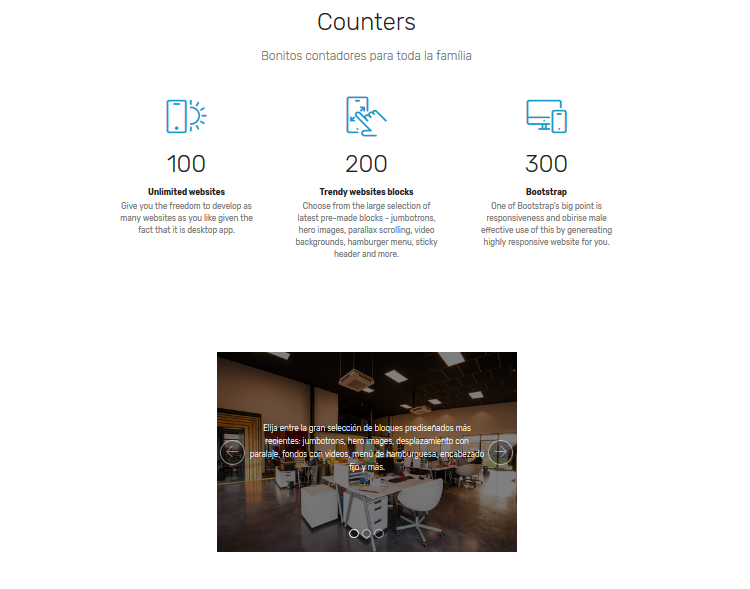 Counters
Bonitos contadores para toda la família
100
Unlimited websites
Give you the freedom to develop as
many websites as you like given the
fact that it is desktop app.
200
Trendy websites blocks
Choose from the large selection of
latest pre-made blocks - jumbotrons,
hero images, parallax scrolling, video
backgrounds, hamburger menu, sticky
header and more.
300
Bootstrap
One of Bootstrap's big point is
responsiveness and obirise male
effective use of this by genereating
highly responsive website for you.
Elija entre la gran selección de bloques prediseñados más
recientes: jumbotrons, hero images, desplazamiento con
paralaje, fondos con videos, menú de hamburguesa, encabezado
fijo y más.